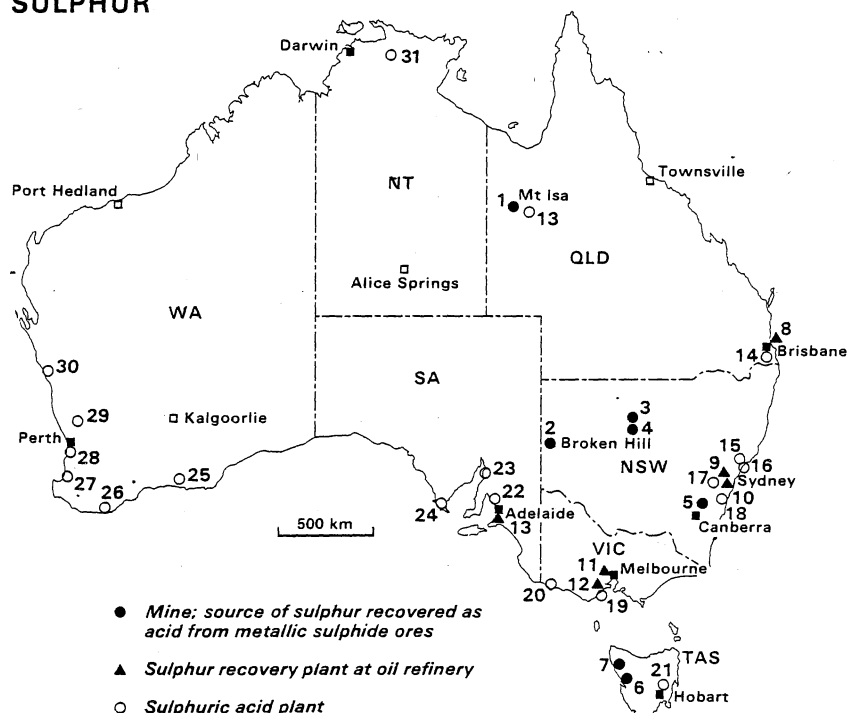 SULPHUR
Darwin
31
Port Hedland
NT
Townsville
1
Mt Isa
13
QLD
Alice Springs
WA
8
14
Brisbane
30
SA
29
Kalgoorlie
3
4
2
Broken Hill
Perth
28
NSW
15
16
9
Sydney
17
10
27
25
26
23
22
24
Adelaide
13
5
18
Canberra
500 km
VIC
11
Melbourne
12
20
19
Mine; source of sulphur recovered as
acid from metallic sulphide ores
Sulphur recovery plant at oil refinery
Sulphuric acid plant
TAS
7
21
6
Hobart